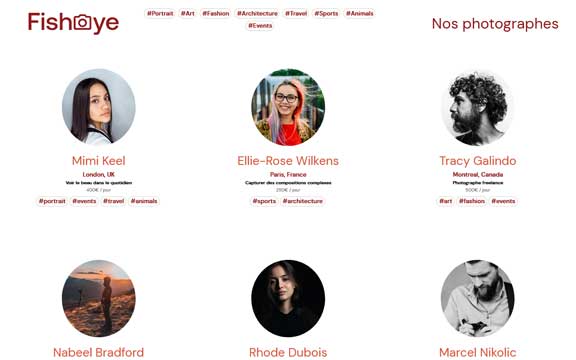 Fisheye
#Portrait #Art #Fashion #Architecture #Travel #Sports #Animals
#Events
Nos photographes
Mimi Keel
London, UK
Voir le beau dans le quotidien
400€ / jour
#portrait #events #travel #animals
Ellie-Rose Wilkens
Paris, France
Capturer des compositions complexes
250€ / jour
#sports #architecture
Tracy Galindo
Montreal, Canada
Photographe freelance
500€ / jour
#art #fashion #events
Nabeel Bradford
Rhode Dubois
Marcel Nikolic